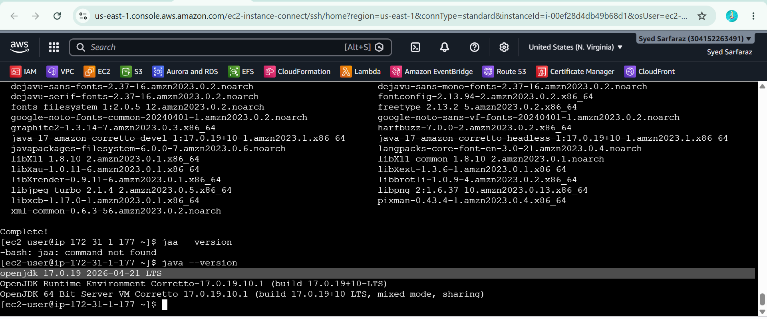 us-east-1.console.aws.amazon.com/ec2-instance-connect/ssh/home?region=us-east-1&connType=standard&instanceId=i-00ef28d4db49b68d1&osUser=ec2-...
aws Search [Alt+S] United States (N. Virginia) Syed Sarfaraz (304152263491)
Syed Sarfaraz
IAM VPC EC2 S3 Aurora and RDS EFS CloudFormation Lambda Amazon EventBridge Route 53 Certificate Manager CloudFront
dejavu-sans-fonts-2.37-16.amzn2023.0.2.noarch dejavu-sans-mono-fonts-2.37-16.amzn2023.0.2.noarch
dejavu-serif-fonts-2.37-16.amzn2023.0.2.noarch fontconfig-2.13.94-2.amzn2023.0.2.x86_64
fonts-filesystem-1:2.0.5-12.amzn2023.0.2.noarch freetype-2.13.2-5.amzn2023.0.2.x86_64
google-noto-fonts-common-20240401-1.amzn2023.0.2.noarch google-noto-sans-vf-fonts-20240401-1.amzn2023.0.2.noarch
graphite2-1.3.14-7.amzn2023.0.2.x86_64 harfbuzz-7.0.0-2.amzn2023.0.2.x86_64
java-17-amazon-corretto-devel-1:17.0.19+10-1.amzn2023.1.x86_64 java-17-amazon-corretto-headless-1:17.0.19+10-1.amzn2023.1.x86_64
javapackages-filesystem-6.0.0-7.amzn2023.0.6.noarch langpacks-core-font-en-3.0-21.amzn2023.0.4.noarch
libX11-1.8.10-2.amzn2023.0.1.x86_64 libX11-common-1.8.10-2.amzn2023.0.1.noarch
libXau-1.0.11-6.amzn2023.0.1.x86_64 libXext-1.3.6-1.amzn2023.0.1.x86_64
libXrender-0.9.11-6.amzn2023.0.1.x86_64 libbrotli-1.0.9-4.amzn2023.0.2.x86_64
libjpeg-turbo-2.1.4-2.amzn2023.0.5.x86_64 libpng-2:1.6.37-10.amzn2023.0.13.x86_64
libxcb-1.17.0-1.amzn2023.0.1.x86_64 pixman-0.43.4-1.amzn2023.0.4.x86_64
xml-common-0.6.3-56.amzn2023.0.2.noarch
Complete!
[ec2-user@ip-172-31-1-177 ~]$ jaa --version
-bash: jaa: command not found
[ec2-user@ip-172-31-1-177 ~]$ java --version
openjdk 17.0.19 2026-04-21 LTS
OpenJDK Runtime Environment Corretto-17.0.19.10.1 (build 17.0.19+10-LTS)
OpenJDK 64-Bit Server VM Corretto-17.0.19.10.1 (build 17.0.19+10-LTS, mixed mode, sharing)
[ec2-user@ip-172-31-1-177 ~]$